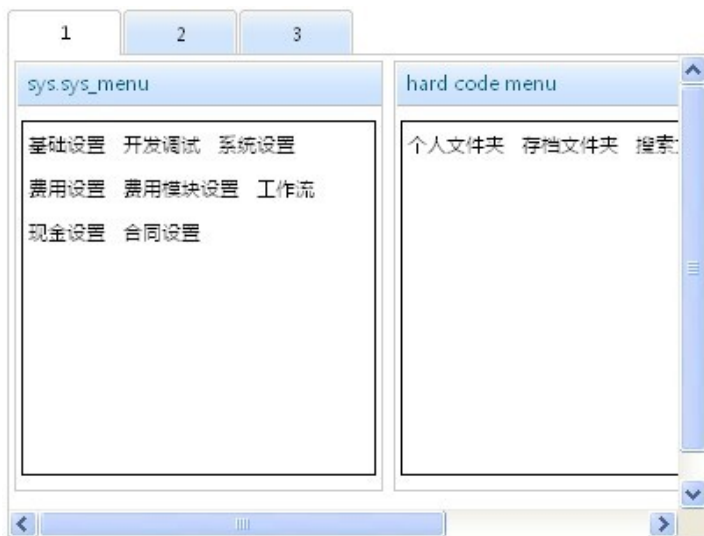 1 2 3
sys.sys_menu
基础设置 开发调试 系统设置
费用设置 费用模块设置 工作流
现金设置 合同设置
hard code menu
个人文件夹 存档文件夹 搜索